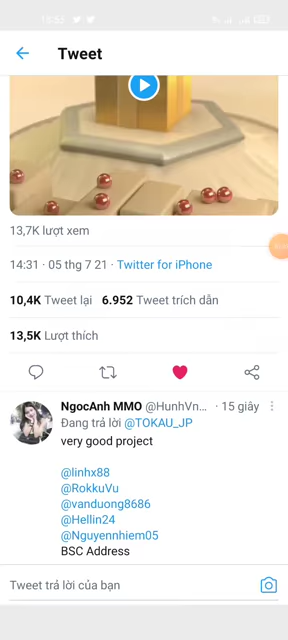 Tweet
13,7K lượt xem
14:31 · 05 thg 7 21 · Twitter for iPhone
10,4K Tweet lại 6.952 Tweet trích dẫn
13,5K Lượt thích
NgocAnh MMO @HunhVn... · 15 giây
Đang trả lời @TOKAU_JP
very good project
@linhx88
@RokkuVu
@vanduong8686
@Hellin24
@Nguyennhiem05
BSC Address
Tweet trả lời của bạn